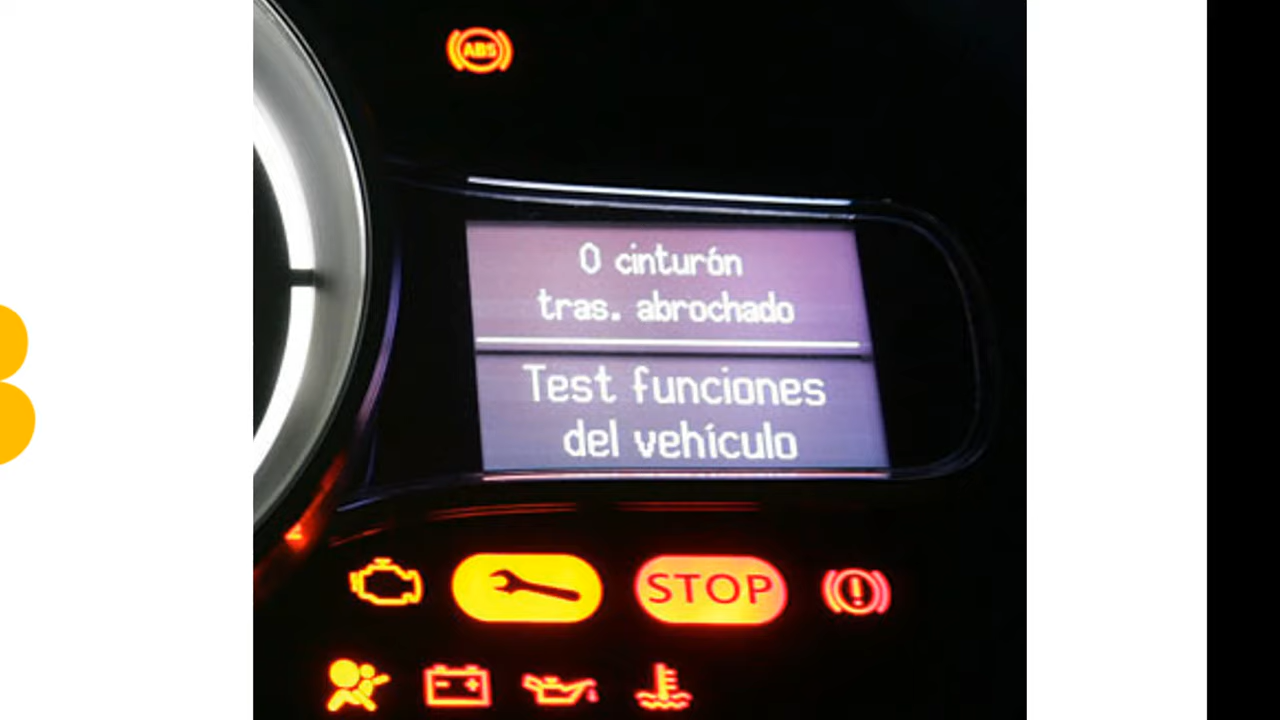 ABS
0 cinturón
tras. abrochado
Test funciones
del vehículo
STOP